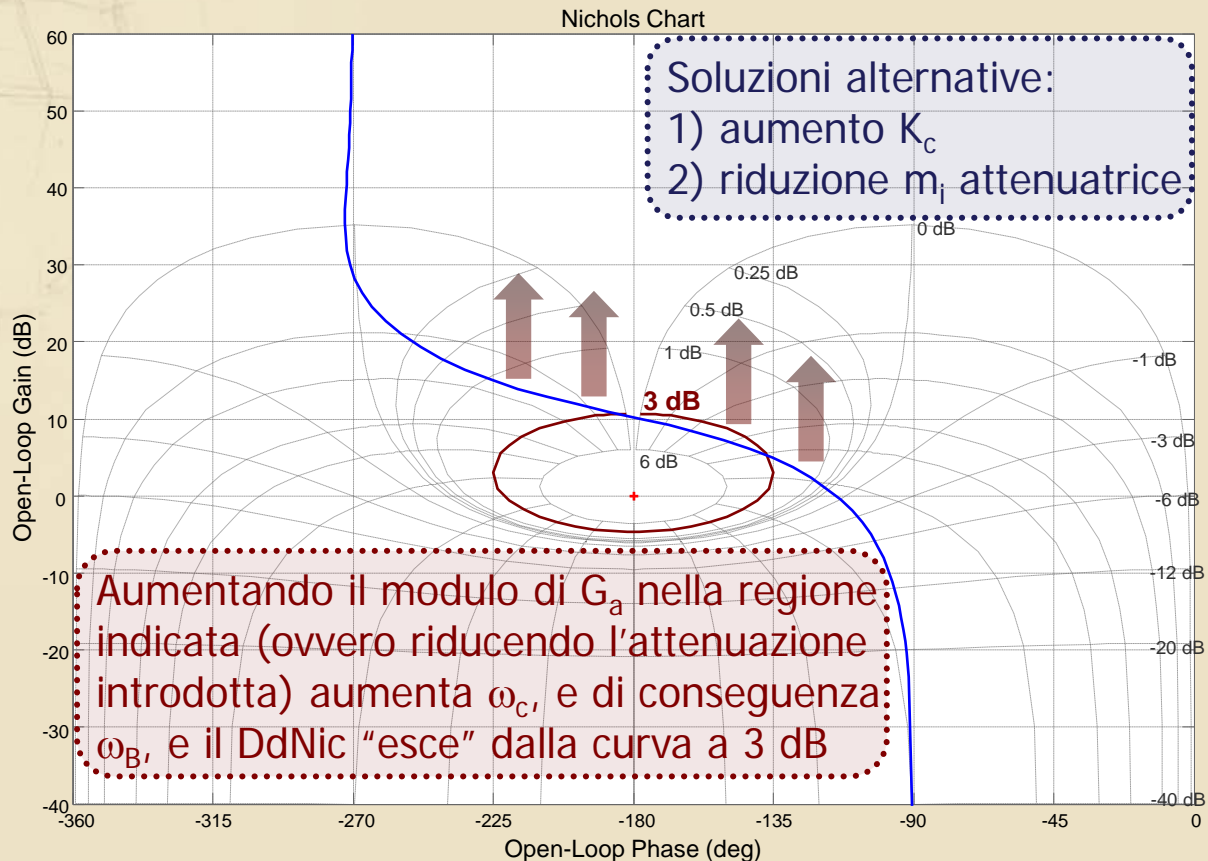 Nichols Chart
60
50
40
30
20
10
0
-10
-20
-30
-40
Open-Loop Gain (dB)
Soluzioni alternative:
1) aumento Kc
2) riduzione mi attenuatrice
0 dB
0.25 dB
0.5 dB
1 dB
-1 dB
3 dB
-3 dB
6 dB
-6 dB
-12 dB
-20 dB
-40 dB
Aumentando il modulo di Ga nella regione
indicata (ovvero riducendo l'attenuazione
introdotta) aumenta ωc, e di conseguenza
ωB, e il DdNic "esce" dalla curva a 3 dB
-360 -315 -270 -225 -180 -135 -90 -45 0
Open-Loop Phase (deg)